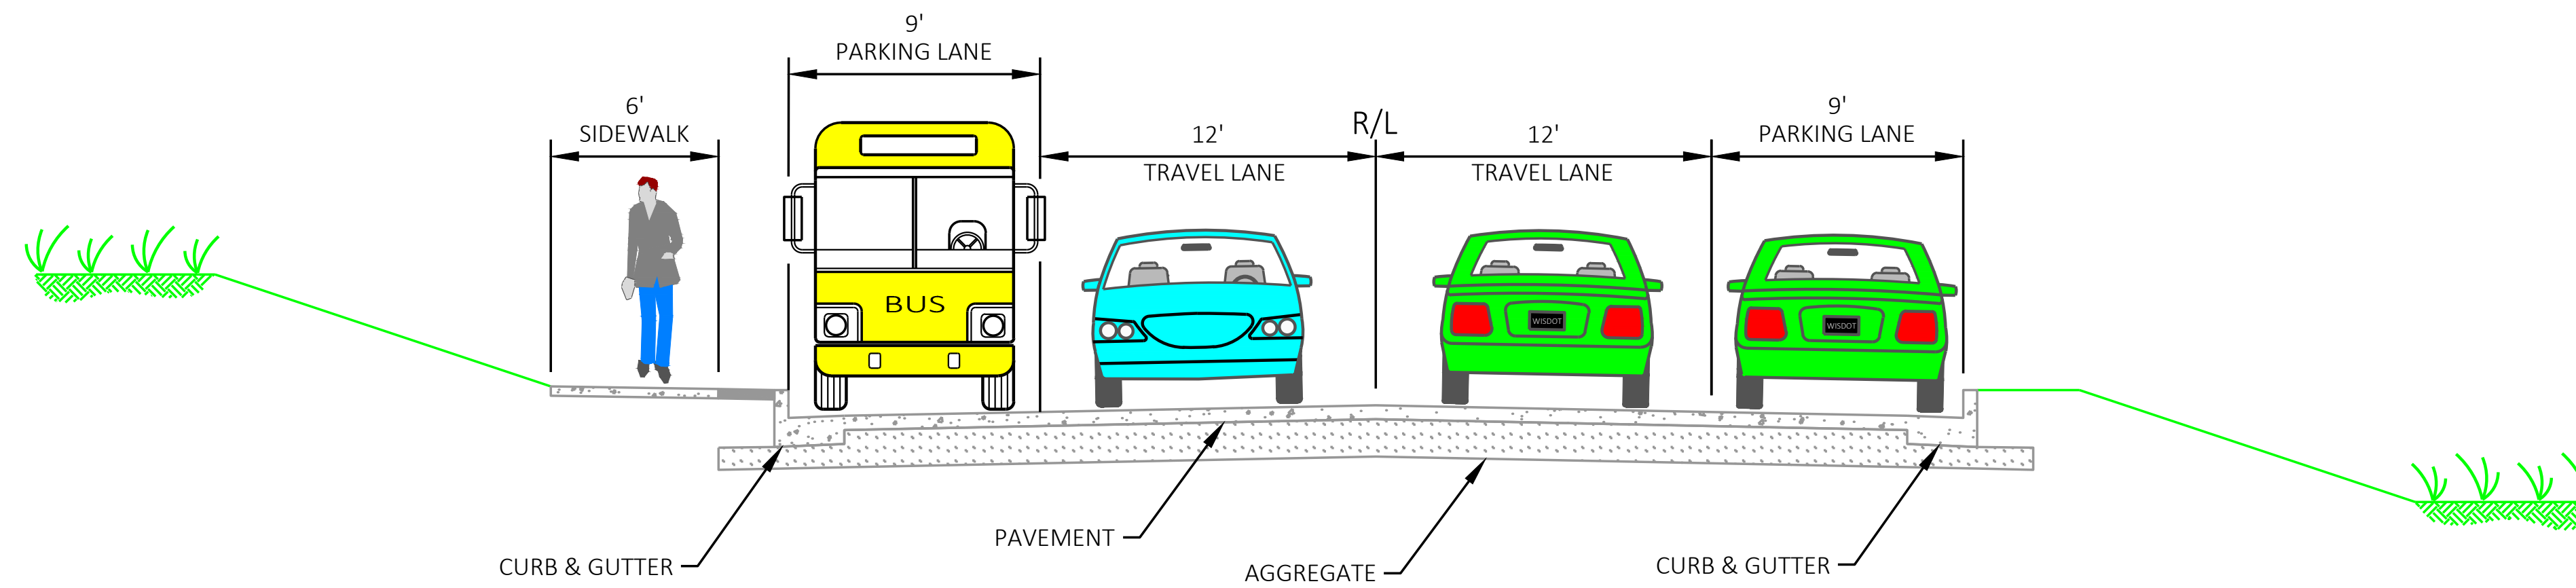 9'
PARKING LANE
6'
SIDEWALK
12'
TRAVEL LANE
R/L
12'
TRAVEL LANE
9'
PARKING LANE
BUS
WISDOT
WISDOT
CURB & GUTTER
PAVEMENT
AGGREGATE
CURB & GUTTER